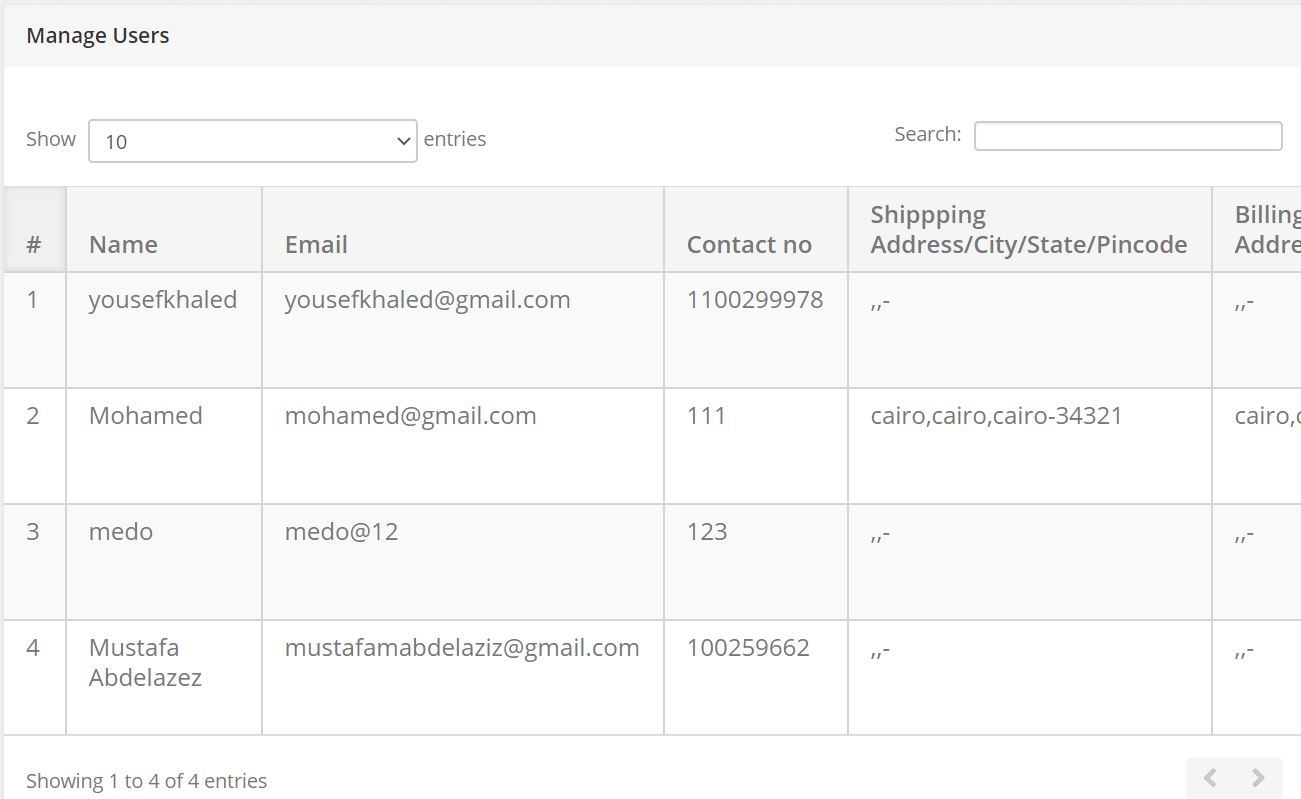 Manage Users
Show 10 entries
Search:
# Name Email Contact no Shippping Address/City/State/Pincode Billing Addre
1 yousefkhaled yousefkhaled@gmail.com 1100299978 ,,- ,,-
2 Mohamed mohamed@gmail.com 111 cairo,cairo,cairo-34321 cairo,c
3 medo medo@12 123 ,,- ,,-
4 Mustafa Abdelazez mustafamabdelaziz@gmail.com 100259662 ,,- ,,-
Showing 1 to 4 of 4 entries